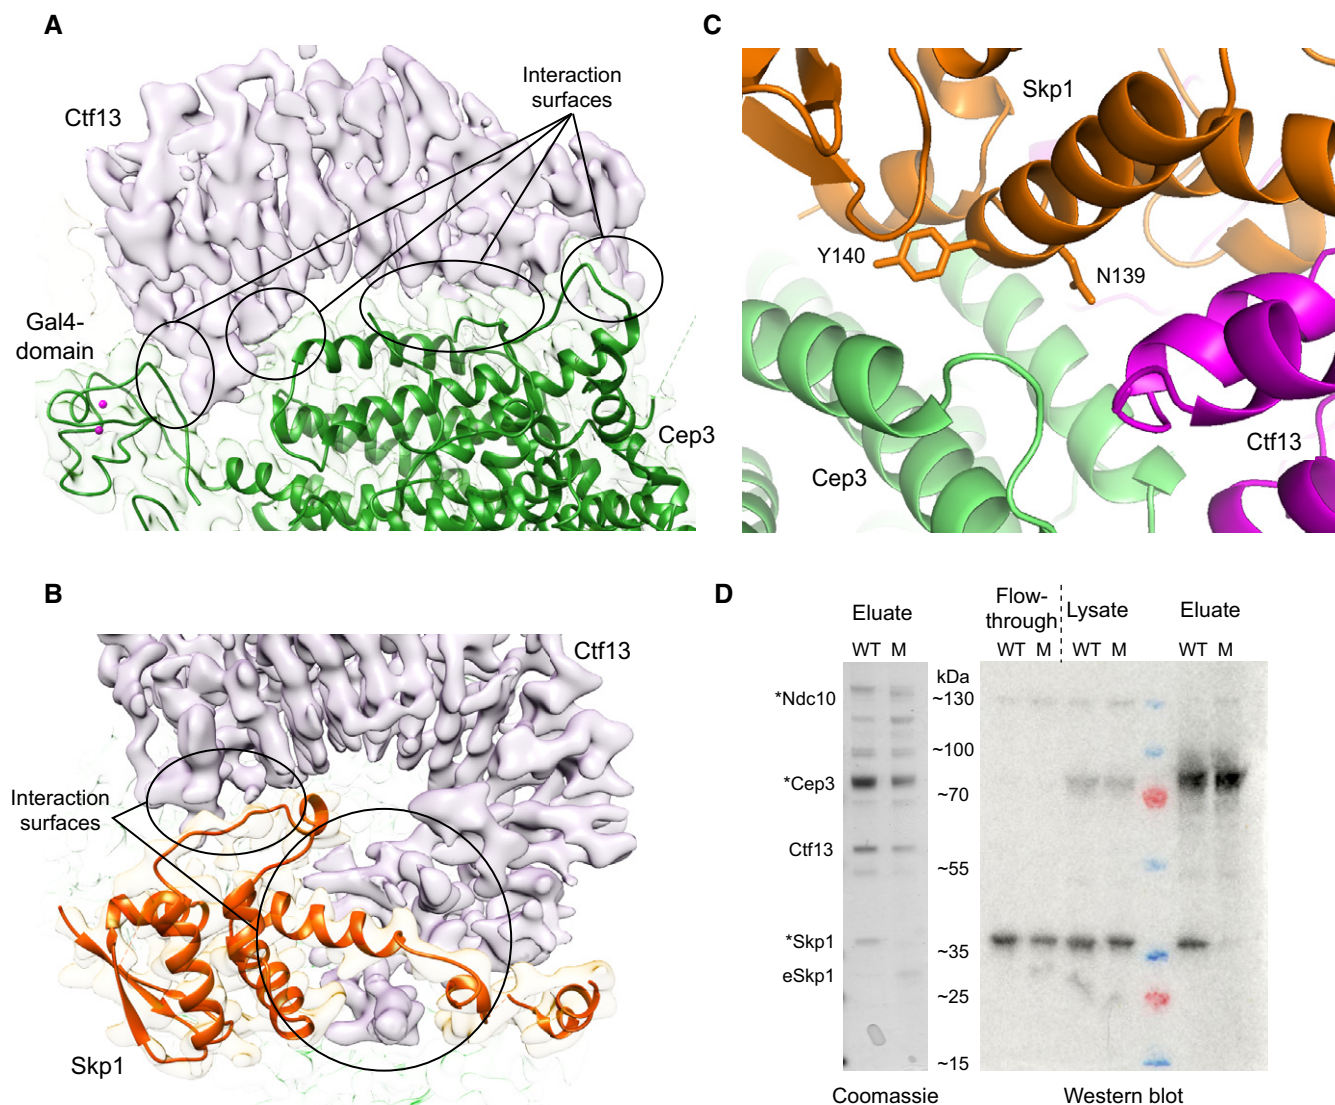 A
Ctf13
Interaction
surfaces
Gal4-
domain
Cep3
B
Ctf13
Interaction
surfaces
Skp1
C
Skp1
Y140
N139
Cep3
Ctf13
D
Eluate
WT M
*Ndc10
*Cep3
Ctf13
*Skp1
eSkp1
Coomassie
kDa
~130
~100
~70
~55
~35
~25
~15
Flow-
through Lysate Eluate
WT M WT M WT M
Western blot